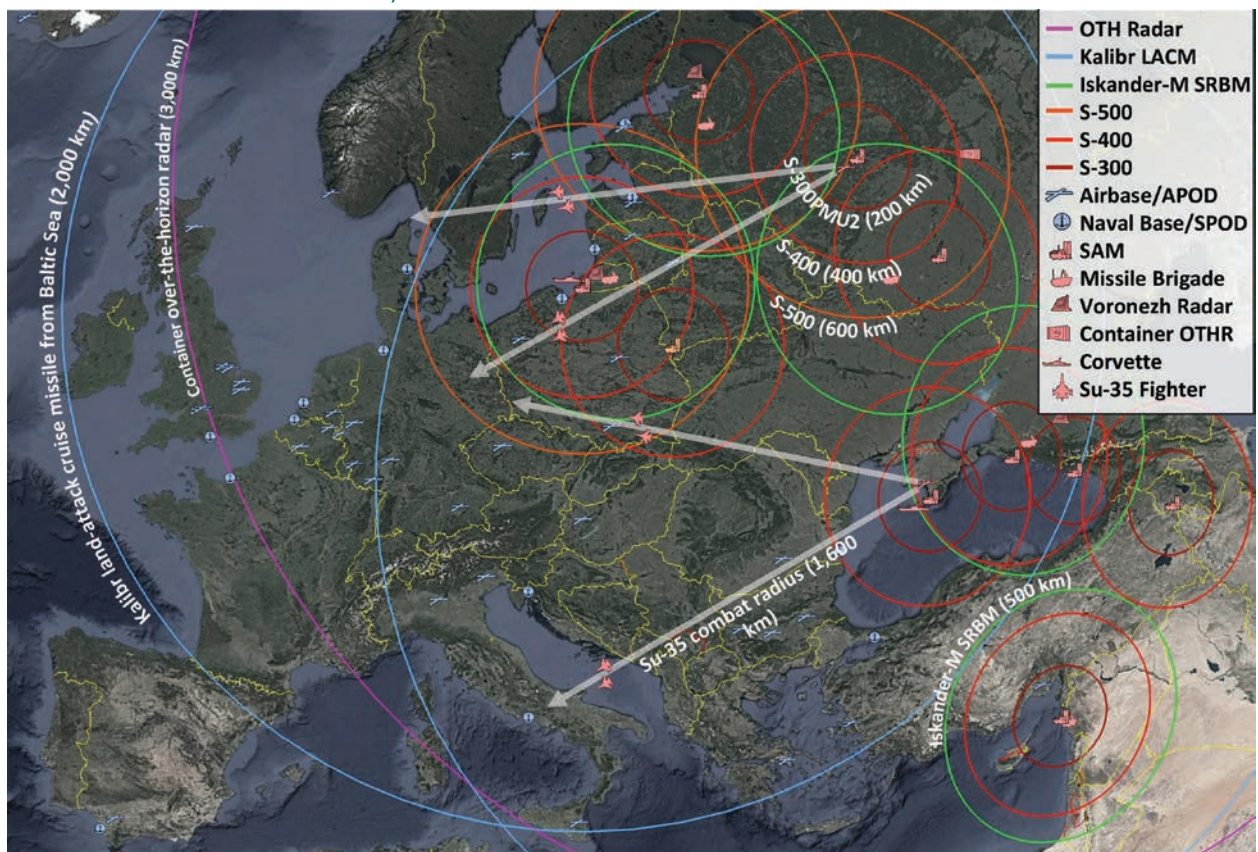 OTH Radar
Kalibr LACM
Iskander-M SRBM
S-500
S-400
S-300
Airbase/APOD
Naval Base/SPOD
SAM
Missile Brigade
Voronezh Radar
Container OTHR
Corvette
Su-35 Fighter
Kalibr land-attack cruise missile from Baltic Sea (2,000 km)
Container over-the-horizon radar (3,000 km)
S-300PMU2 (200 km)
S-400 (400 km)
S-500 (600 km)
Su-35 combat radius (1,600
km)
Iskander-M SRBM (500 km)